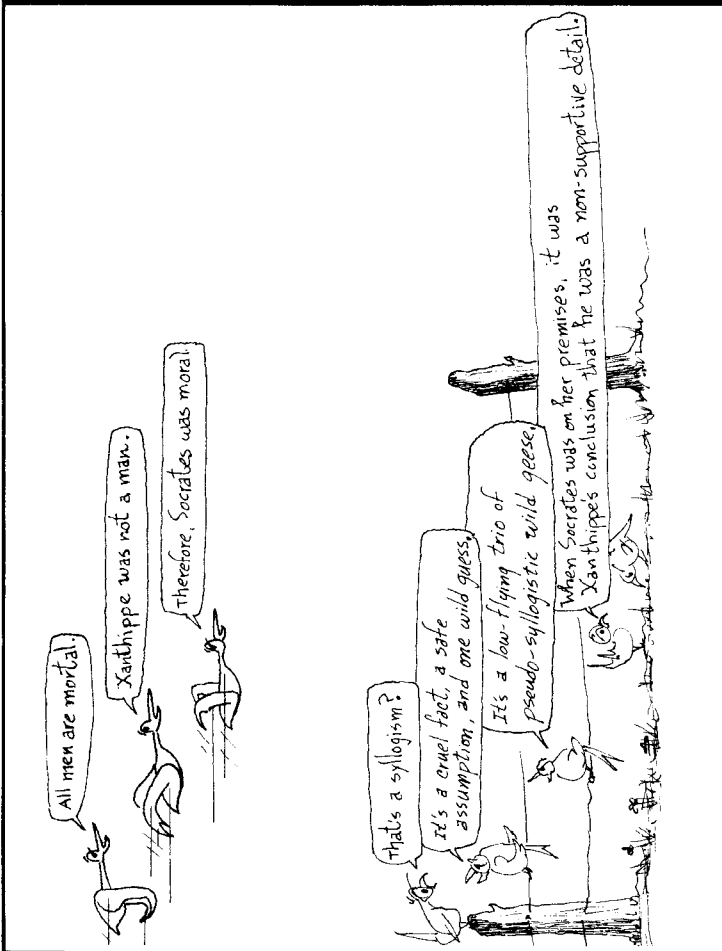 All men are mortal.
Xanthippe was not a man.
Therefore, Socrates was moral.
That's a syllogism?
It's a cruel fact, a safe
assumption, and one wild guess.
It's a low-flying trio of
pseudo-syllogistic wild geese.
When Socrates was on her premises, it was
Xanthippe's conclusion that he was a non-supportive detail.